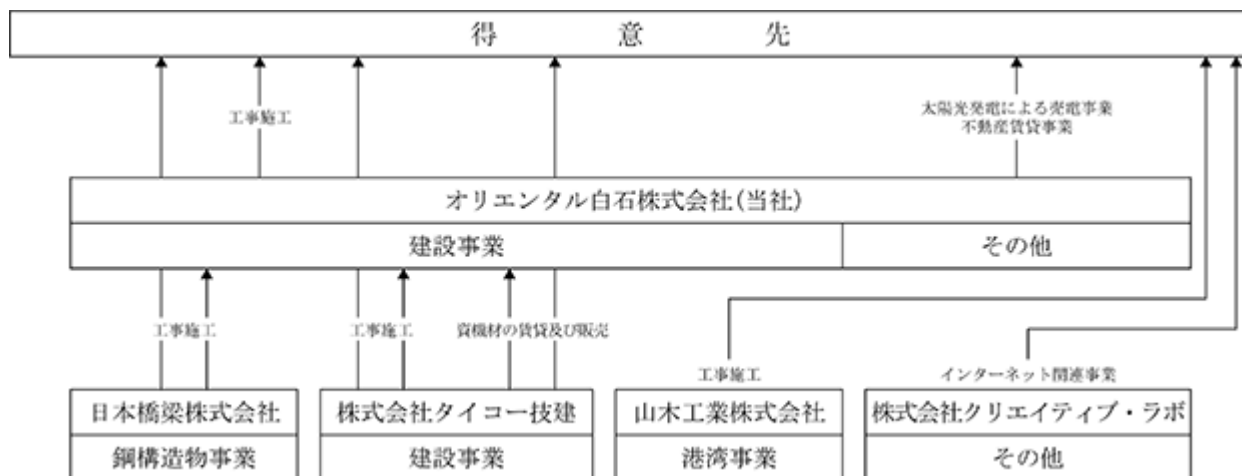 得意先
工事施工
太陽光発電による売電事業
不動産賃貸事業
オリエンタル白石株式会社(当社)
建設事業
その他
工事施工
工事施工
資機材の賃貸及び販売
工事施工
インターネット関連事業
日本橋梁株式会社
株式会社タイコー技建
山木工業株式会社
株式会社クリエイティブ・ラボ
鋼構造物事業
建設事業
港湾事業
その他